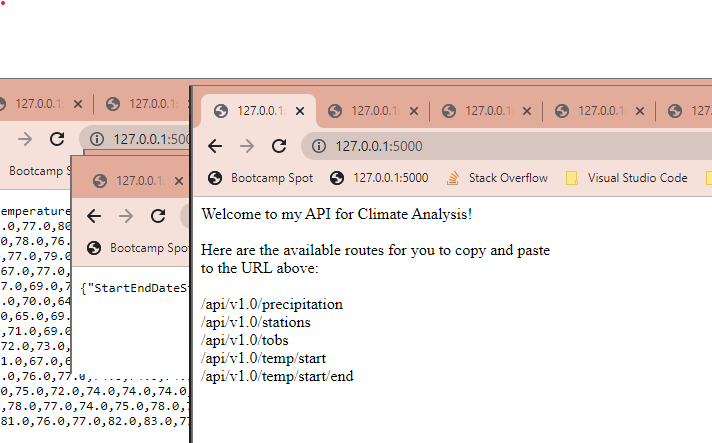 127.0.0.1: 127.0.0.1:
127.0.0.1:500
Bootcamp S
emperature
.0,77.0,80
,78.0,76.
,77.0,79.
67.0,77.0,
7.0,69.0,7
.0,70.0,64
,65.0,69.
,71.0,69.0
72.0,73.0,
1.0,67.0,6
.0,76.0,77.0,
,75.0,72.0,74.0,74.0,74.0,
,78.0,77.0,74.0,75.0,78.0,
81.0,76.0,77.0,82.0,83.0,77
127.0.0.1:
Bootcamp Spo
{"StartEndDateS
127.0.0.1: 127.0.0.1: 127.0.0.1: 127.0.0.1: 127.0.0.
127.0.0.1:5000
Bootcamp Spot 127.0.0.1:5000 Stack Overflow Visual Studio Code
Welcome to my API for Climate Analysis!
Here are the available routes for you to copy and paste
to the URL above:
/api/v1.0/precipitation
/api/v1.0/stations
/api/v1.0/tobs
/api/v1.0/temp/start
/api/v1.0/temp/start/end